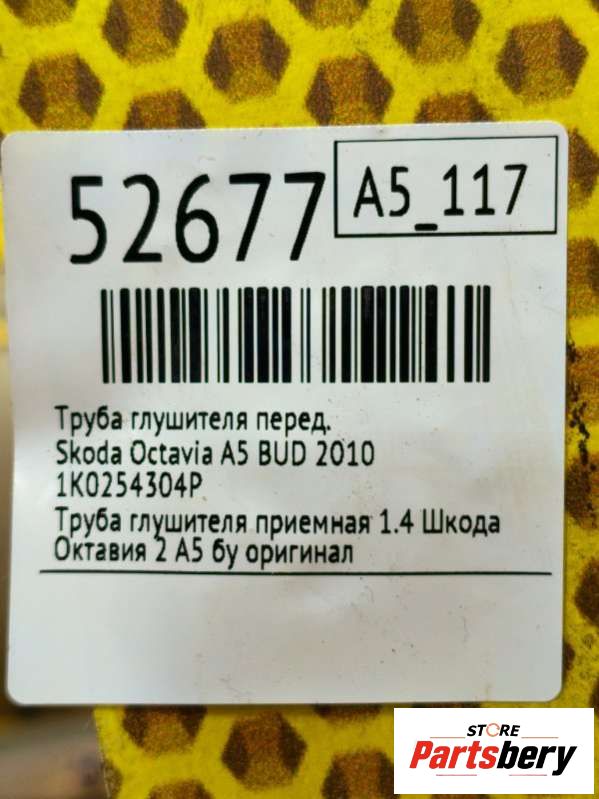 52677
A5_117
Труба глушителя перед.
Skoda Octavia A5 BUD 2010
1K0254304P
Труба глушителя приемная 1.4 Шкода
Октавия 2 А5 бу оригинал
STORE
Partsbery